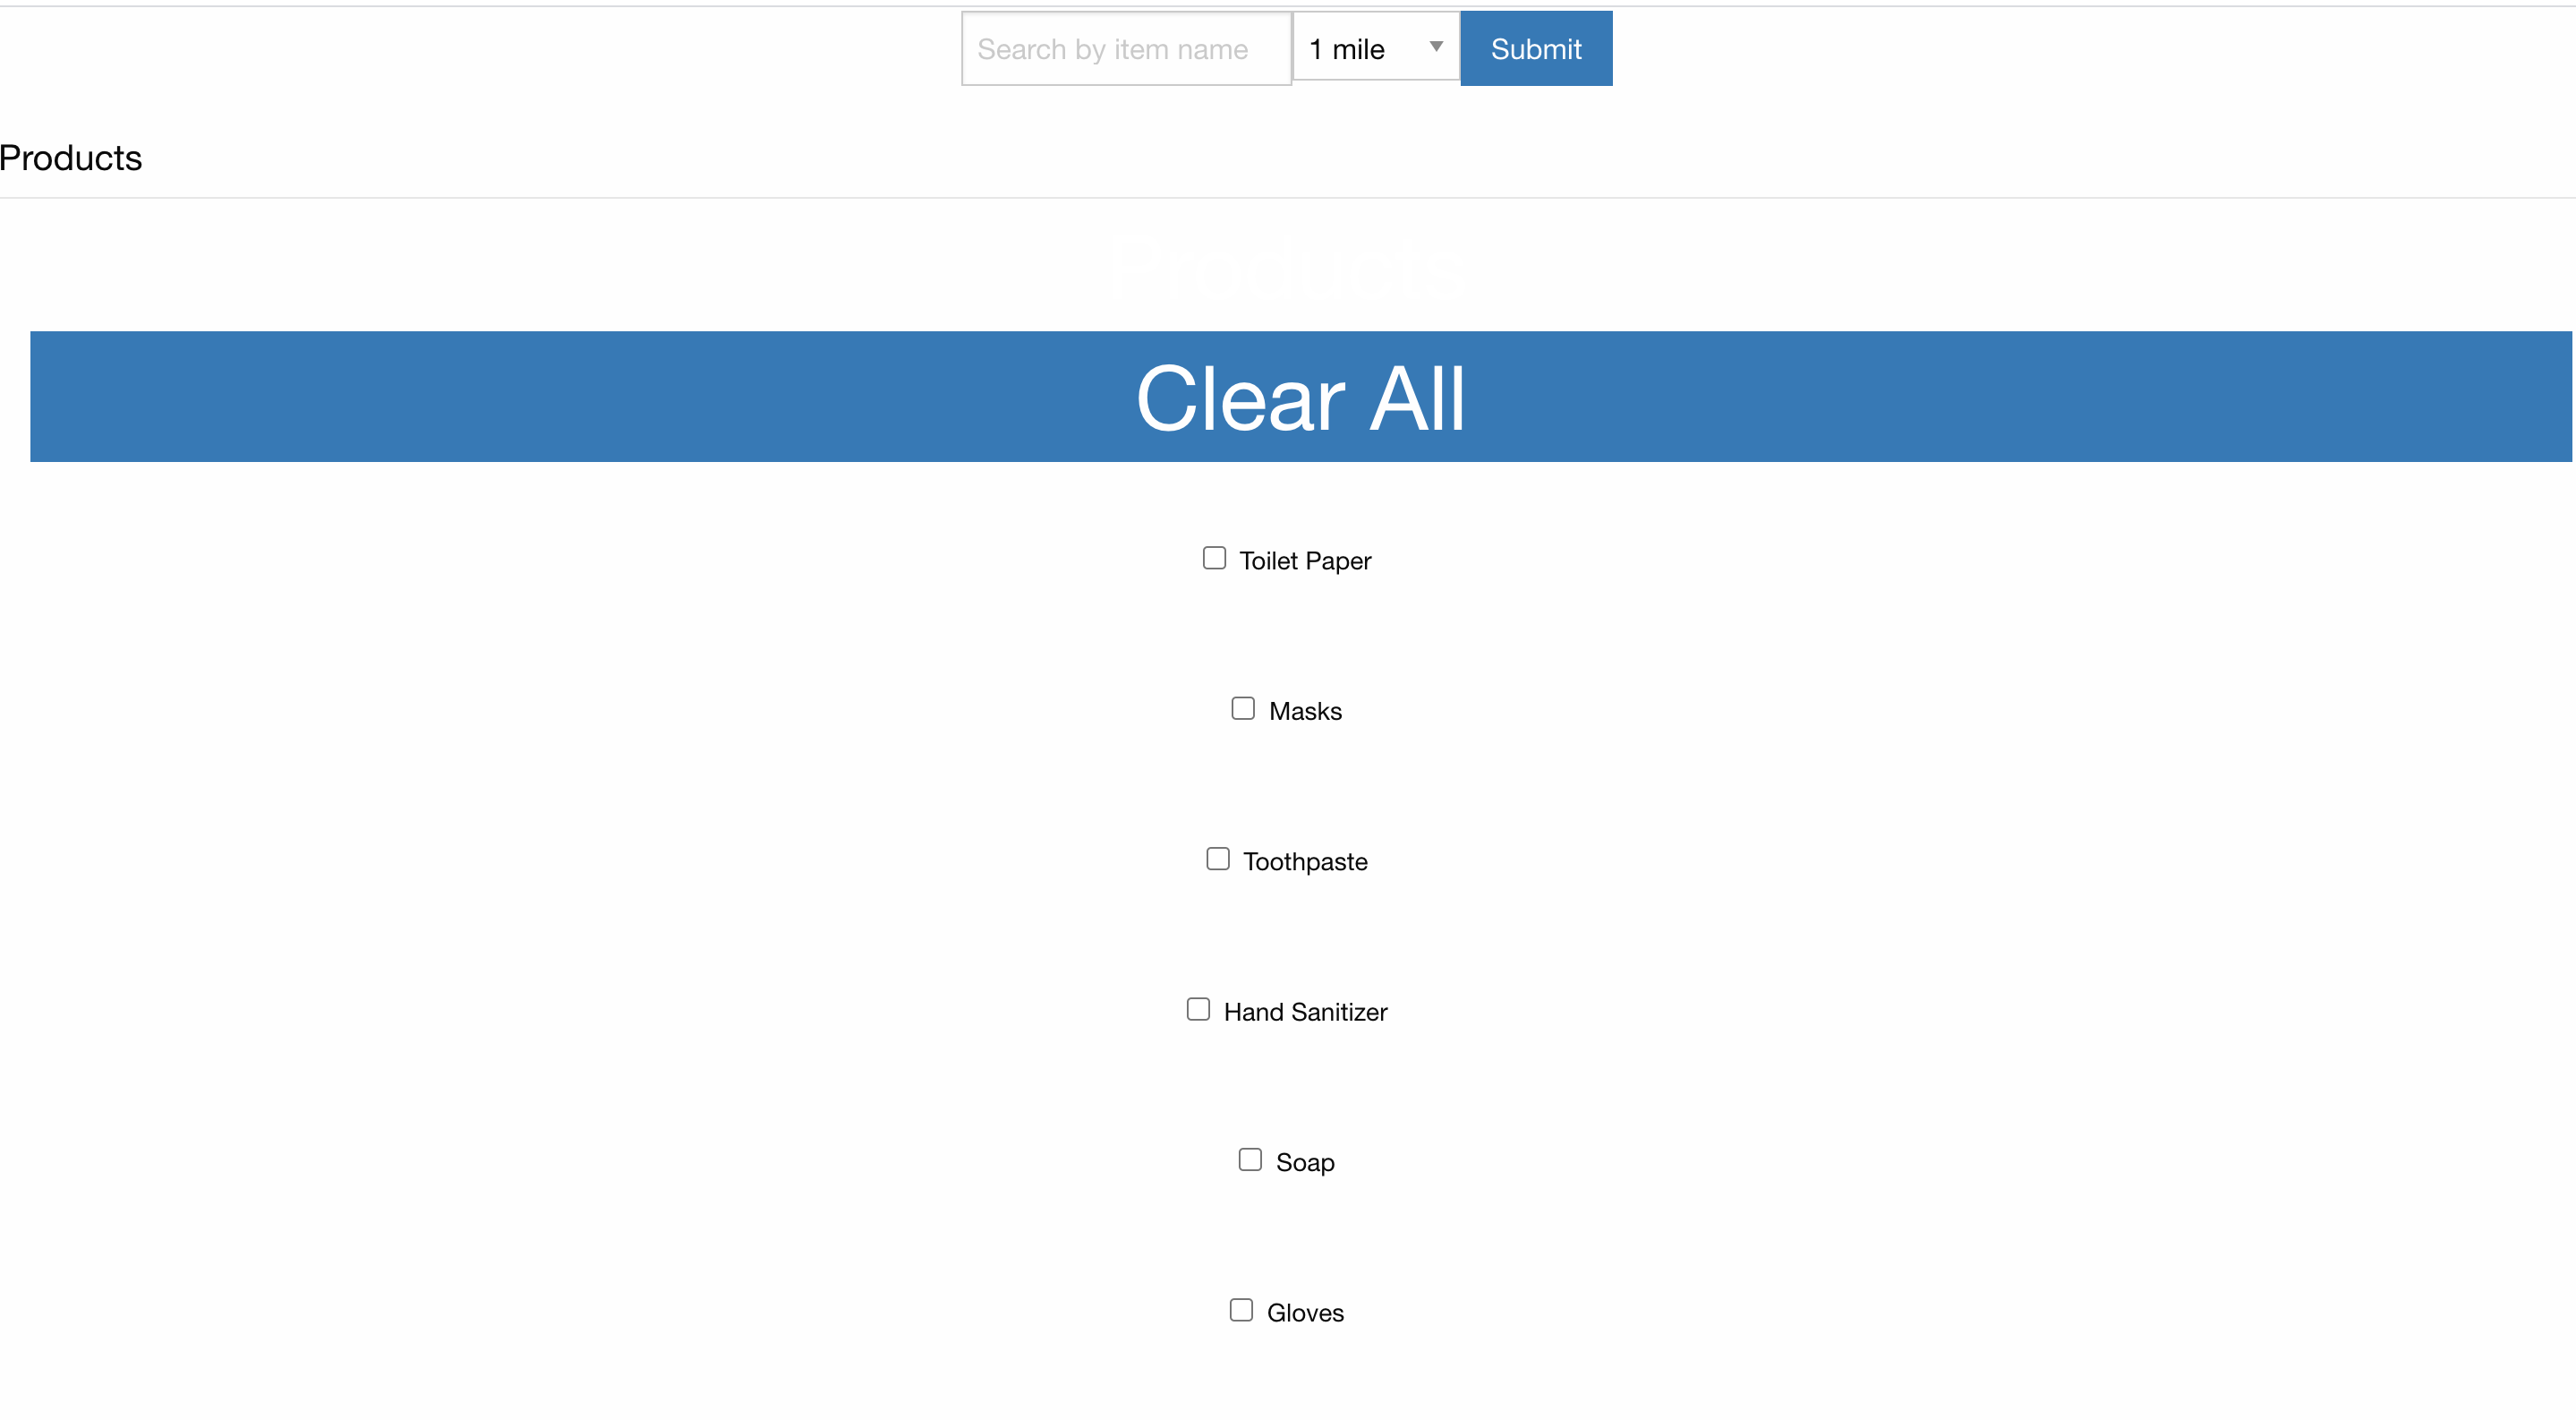 Search by item name 1 mile Submit
Products
Products
Clear All
Toilet Paper
Masks
Toothpaste
Hand Sanitizer
Soap
Gloves